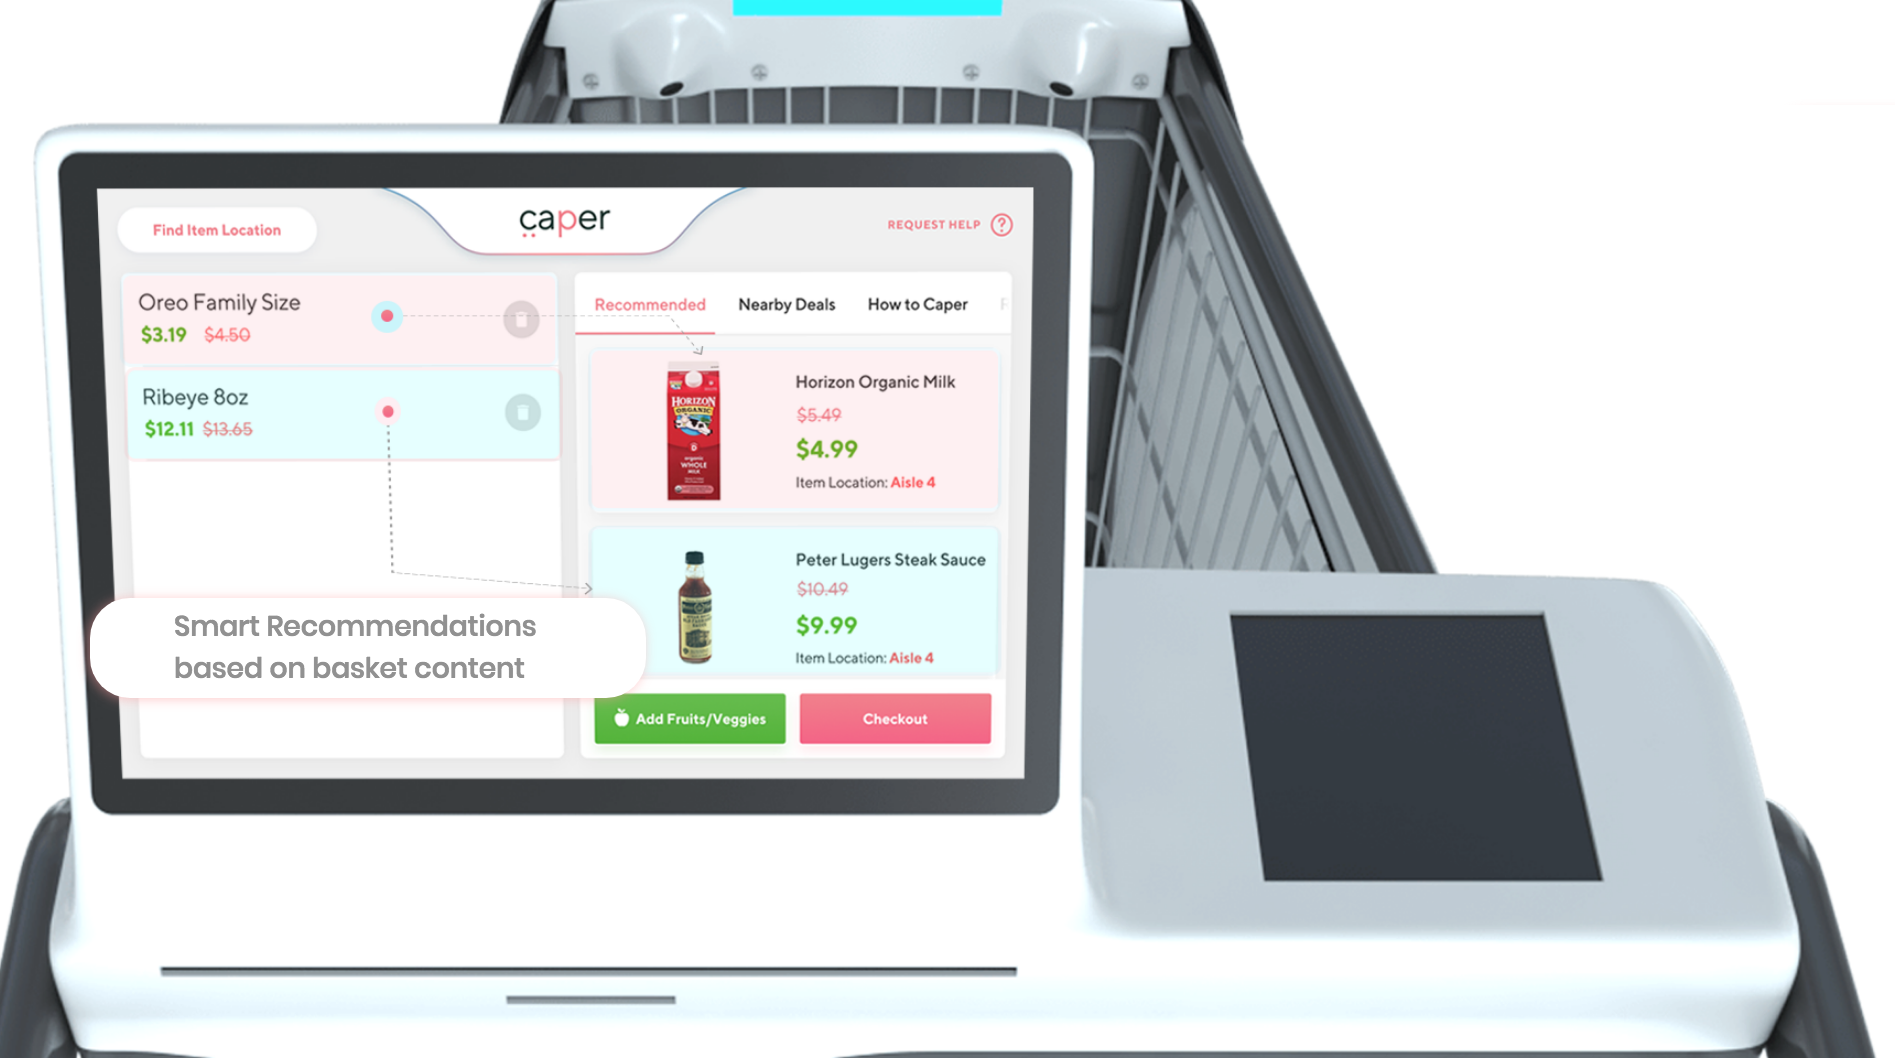 caper
Find Item Location
REQUEST HELP ?
Oreo Family Size
$3.19 $4.50
Ribeye 8oz
$12.11 $13.65
Recommended Nearby Deals How to Caper
HORIZON
ORGANIC
D
organic
WHOLE
MILK
Horizon Organic Milk
$5.49
$4.99
Item Location: Aisle 4
Peter Lugers Steak Sauce
$10.49
$9.99
Item Location: Aisle 4
Smart Recommendations
based on basket content
Add Fruits/Veggies
Checkout